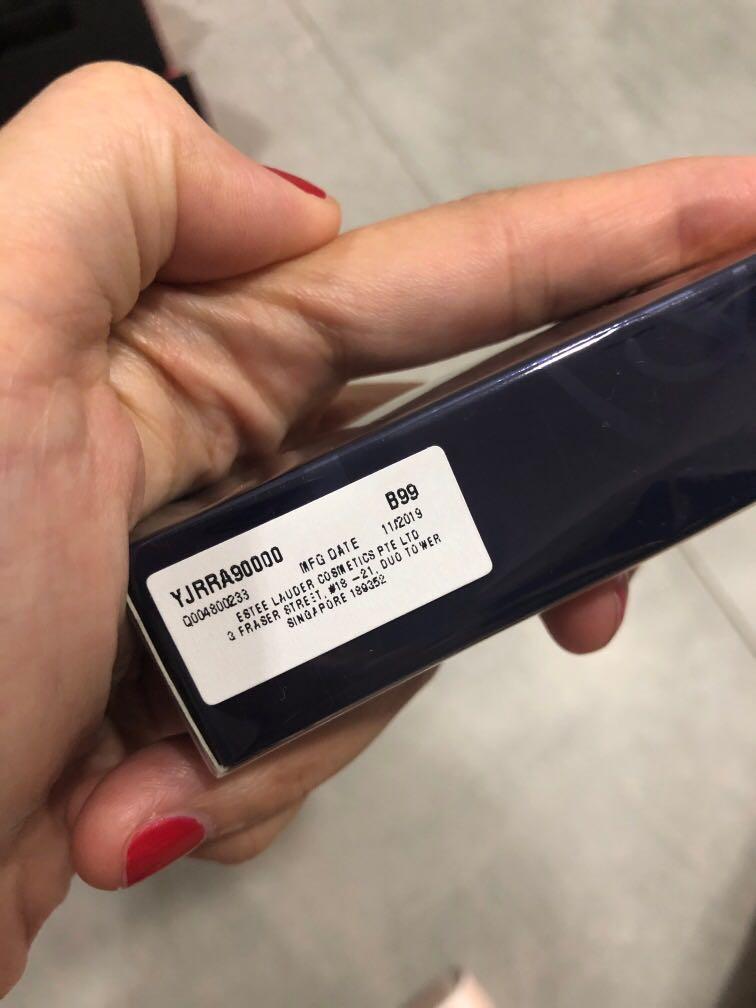 YJRRA90000 B99
Q004800233 MFG DATE 11/2019
ESTEE LAUDER COSMETICS PTE LTD
3 FRASER STREET, #18-21, DUO TOWER
SINGAPORE 189352